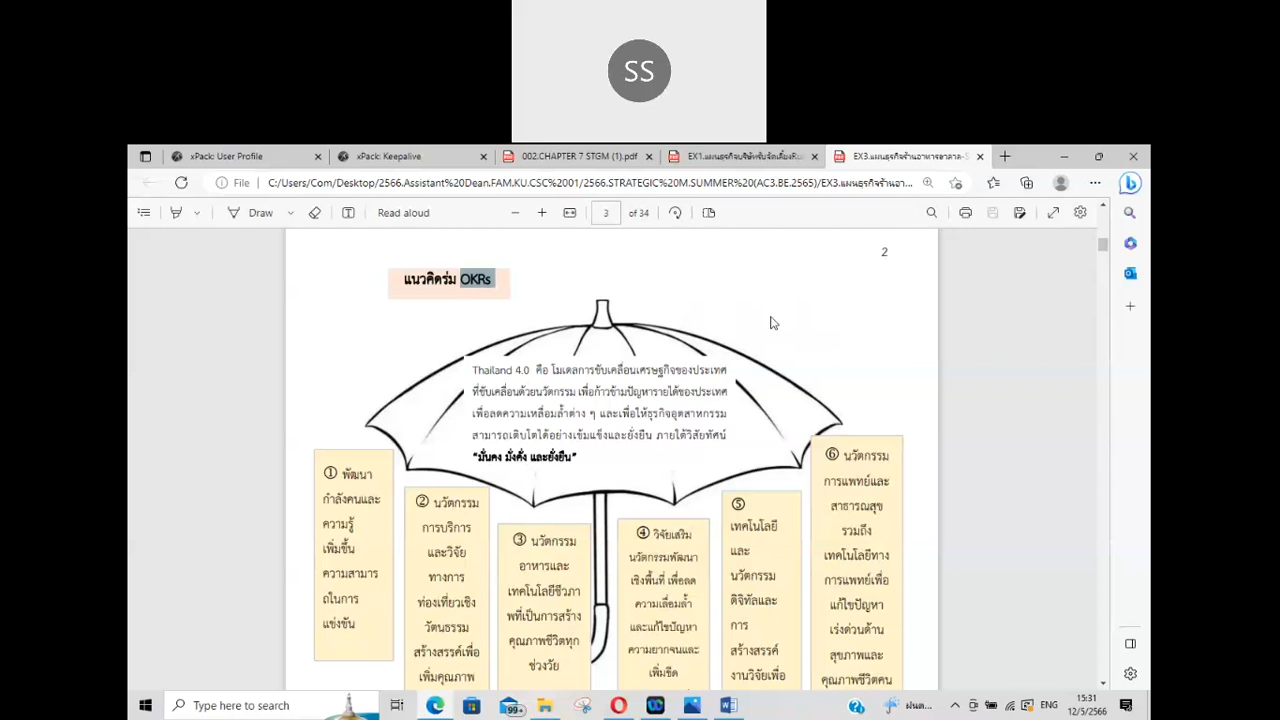 SS
xPack: User Profile
xPack: Keepalive
002.CHAPTER 7 STGM (1).pdf
EX1.แผนธุรกิจบริษัทรับจัดเลี้ยงRu
EX3.แผนธุรกิจร้านอาหารจาลาล-S
File
C:/Users/Com/Desktop/2566.Assistant%20Dean.FAM.KU.CSC%2001/2566.STRATEGIC%20M.SUMMER%20(AC3.BE.2565)/EX3.แผนธุรกิจร้านอา...
Draw
Read aloud
3
of 34
2
แนวคิดร่ม OKRs
Thailand 4.0 คือ โมเดลการขับเคลื่อนเศรษฐกิจของประเทศ
ที่ขับเคลื่อนด้วยนวัตกรรม เพื่อก้าวข้ามปัญหารายได้ของประเทศ
เพื่อลดความเหลื่อมล้ำต่าง ๆ และเพื่อให้ธุรกิจอุตสาหกรรม
สามารถเติบโตได้อย่างเข้มแข็งและยั่งยืน ภายใต้วิสัยทัศน์
“มั่นคง มั่งคั่ง และยั่งยืน”
① พัฒนา
กำลังคนและ
ความรู้
เพิ่มขึ้น
ความสามาร
ถในการ
แข่งขัน
② นวัตกรรม
การบริการ
และวิจัย
ทางการ
ท่องเที่ยวเชิง
วัตนธรรม
สร้างสรรค์เพื่อ
เพิ่มคุณภาพ
③ นวัตกรรม
อาหารและ
เทคโนโลยีชีวภา
พที่เป็นการสร้าง
คุณภาพชีวิตทุก
ช่วงวัย
④ วิจัยเสริม
นวัตกรรมพัฒนา
เชิงพื้นที่ เพื่อลด
ความเลื่อมล้ำ
และแก้ไขปัญหา
ความยากจนและ
เพิ่มขีด
⑤
เทคโนโลยี
และ
นวัตกรรม
ดิจิทัลและ
การ
สร้างสรรค์
งานวิจัยเพื่อ
⑥ นวัตกรรม
การแพทย์และ
สาธารณสุข
รวมถึง
เทคโนโลยีทาง
การแพทย์เพื่อ
แก้ไขปัญหา
เร่งด่วนด้าน
สุขภาพและ
คุณภาพชีวิตคน
Type here to search
99+
ฝนต...
ENG
15:31
12/5/2566